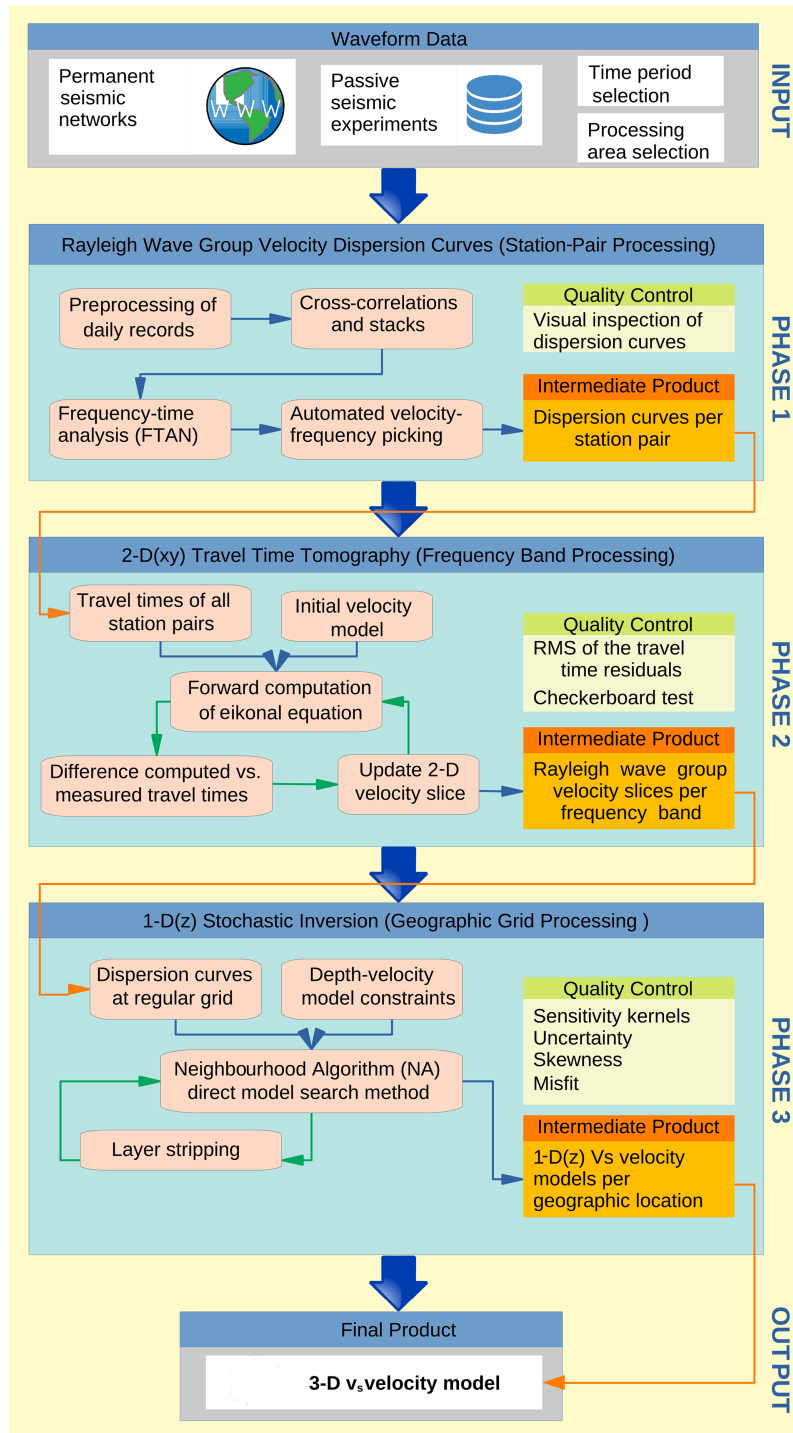 Waveform Data
Permanent
seismic
networks
W W W
Passive
seismic
experiments
Time period
selection
Processing
area selection
INPUT
Rayleigh Wave Group Velocity Dispersion Curves (Station-Pair Processing)
Preprocessing of
daily records
Cross-correlations
and stacks
Quality Control
Visual inspection of
dispersion curves
PHASE 1
Frequency-time
analysis (FTAN)
Automated velocity-
frequency picking
Intermediate Product
Dispersion curves per
station pair
2-D(xy) Travel Time Tomography (Frequency Band Processing)
Travel times of all
station pairs
Initial velocity
model
Quality Control
RMS of the travel
time residuals
Checkerboard test
PHASE 2
Forward computation
of eikonal equation
Difference computed vs.
measured travel times
Update 2-D
velocity slice
Intermediate Product
Rayleigh wave group
velocity slices per
frequency band
1-D(z) Stochastic Inversion (Geographic Grid Processing )
Dispersion curves
at regular grid
Depth-velocity
model constraints
Quality Control
Sensitivity kernels
Uncertainty
Skewness
Misfit
PHASE 3
Neighbourhood Algorithm (NA)
direct model search method
Layer stripping
Intermediate Product
1-D(z) Vs velocity
models per
geographic location
Final Product
3-D vs velocity model
OUTPUT